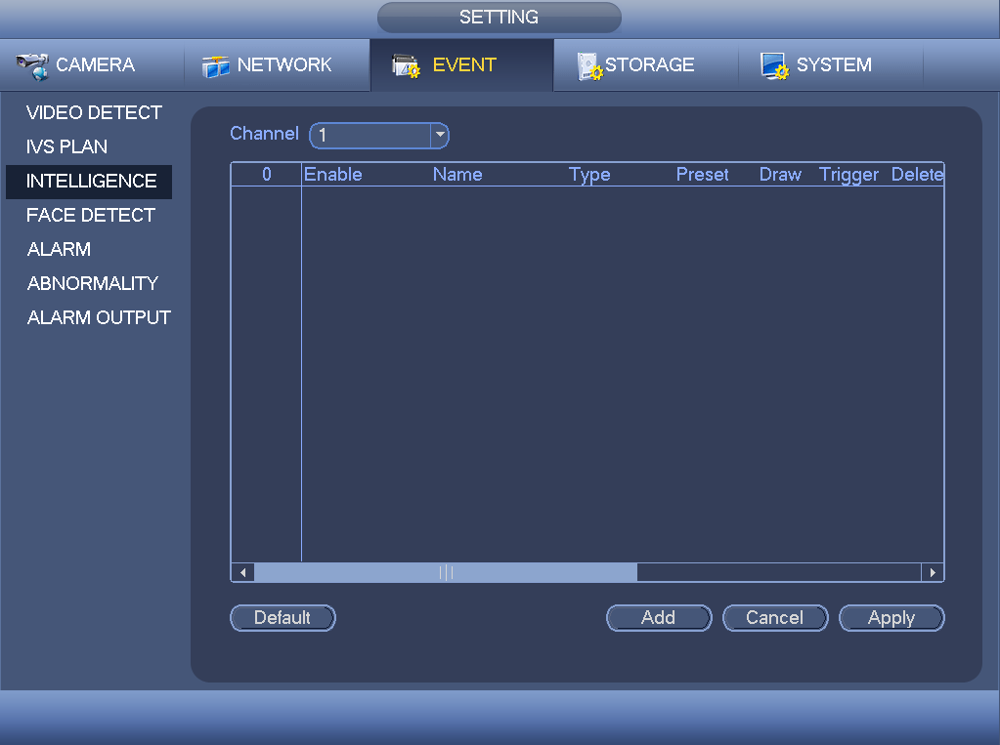 SETTING
CAMERA NETWORK EVENT STORAGE SYSTEM
VIDEO DETECT
IVS PLAN
INTELLIGENCE
FACE DETECT
ALARM
ABNORMALITY
ALARM OUTPUT
Channel 1
0 Enable Name Type Preset Draw Trigger Delete
Default Add Cancel Apply